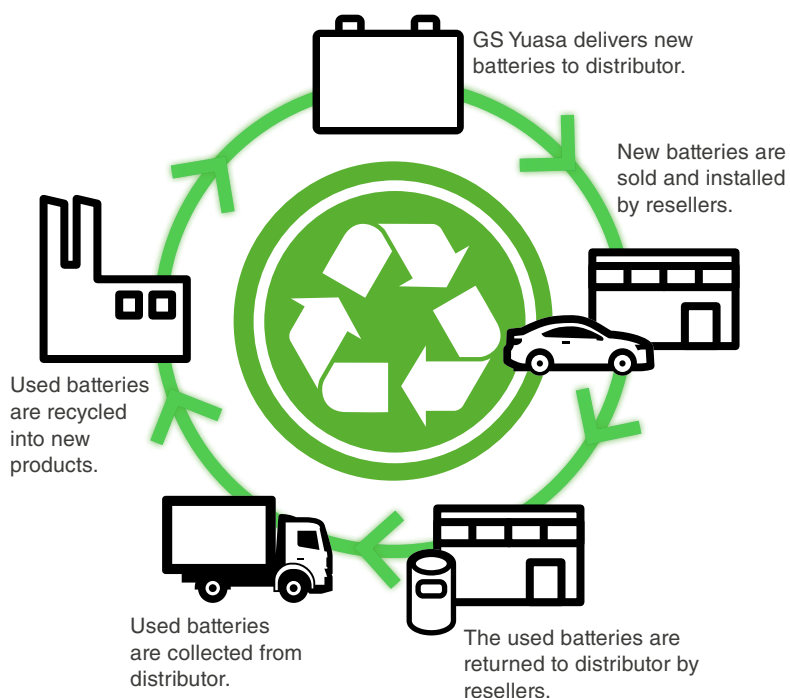 GS Yuasa delivers new
batteries to distributor.
New batteries are
sold and installed
by resellers.
The used batteries are
returned to distributor by
resellers.
Used batteries
are collected from
distributor.
Used batteries
are recycled
into new
products.